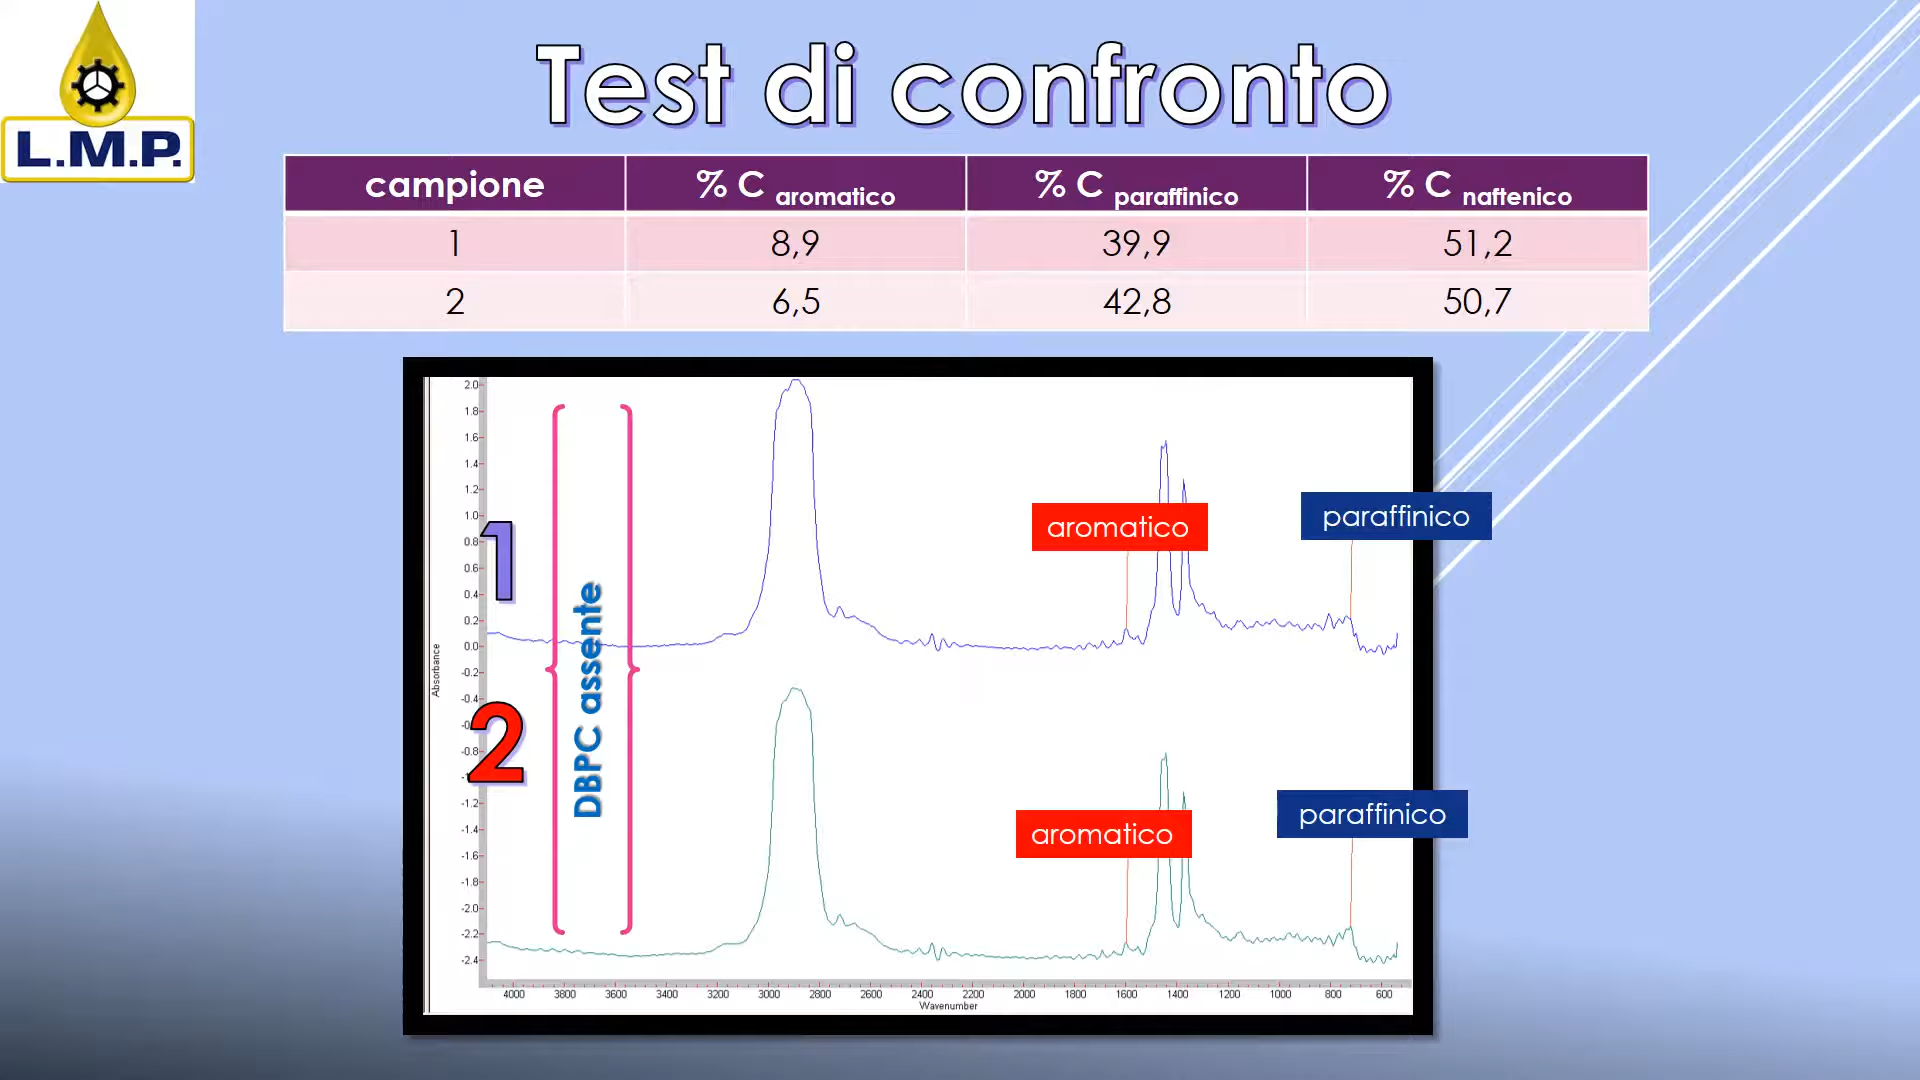 L.M.P.
Test di confronto
campione % C aromatico % C paraffinico % C naftenico
1 8,9 39,9 51,2
2 6,5 42,8 50,7
2.0
1.8
1.6
1.4
1.2
1.0
0.8
0.6
0.4
0.2
0.0
-0.2
-0.4
-0.8
-1.2
-1.4
-1.6
-1.8
-2.0
-2.2
-2.4
Absorbance
1
2
DBPC assente
aromatico
paraffinico
aromatico
paraffinico
4000 3800 3600 3400 3200 3000 2800 2600 2400 2200 2000 1800 1600 1400 1200 1000 800 600
Wavenumber